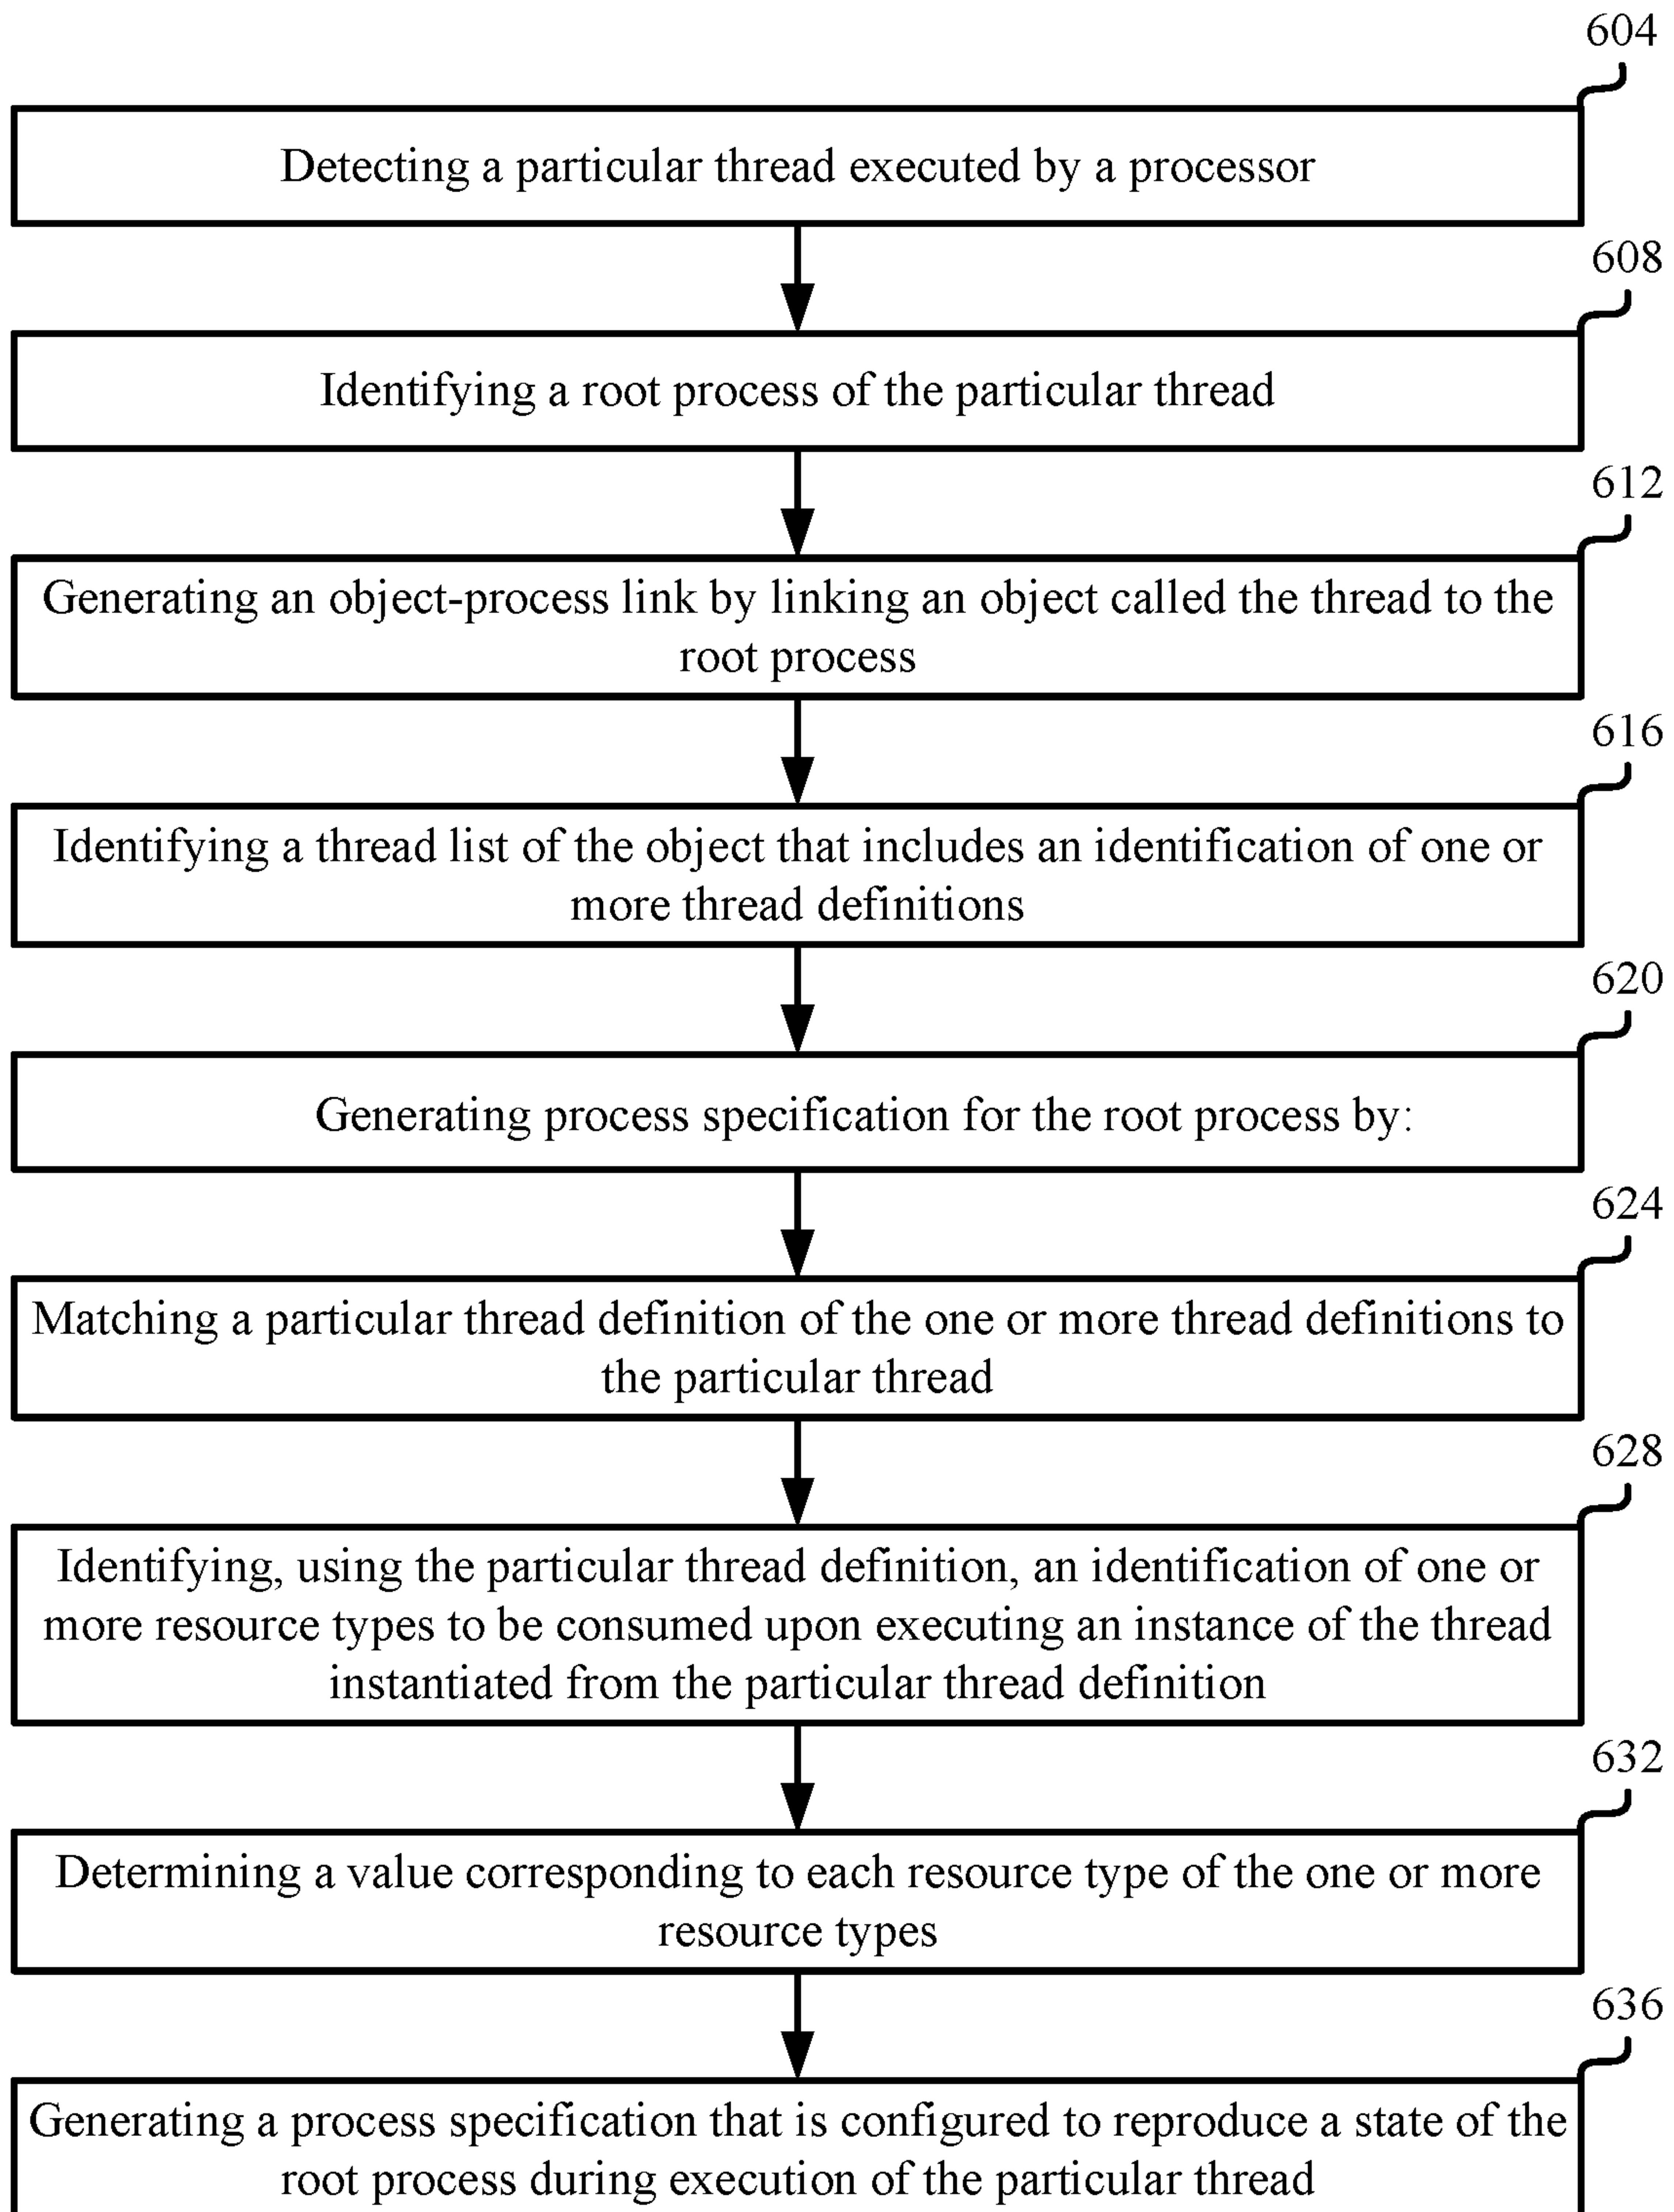 604
Detecting a particular thread executed by a processor
608
Identifying a root process of the particular thread
612
Generating an object-process link by linking an object called the thread to the
root process
616
Identifying a thread list of the object that includes an identification of one or
more thread definitions
620
Generating process specification for the root process by:
624
Matching a particular thread definition of the one or more thread definitions to
the particular thread
628
Identifying, using the particular thread definition, an identification of one or
more resource types to be consumed upon executing an instance of the thread
instantiated from the particular thread definition
632
Determining a value corresponding to each resource type of the one or more
resource types
636
Generating a process specification that is configured to reproduce a state of the
root process during execution of the particular thread